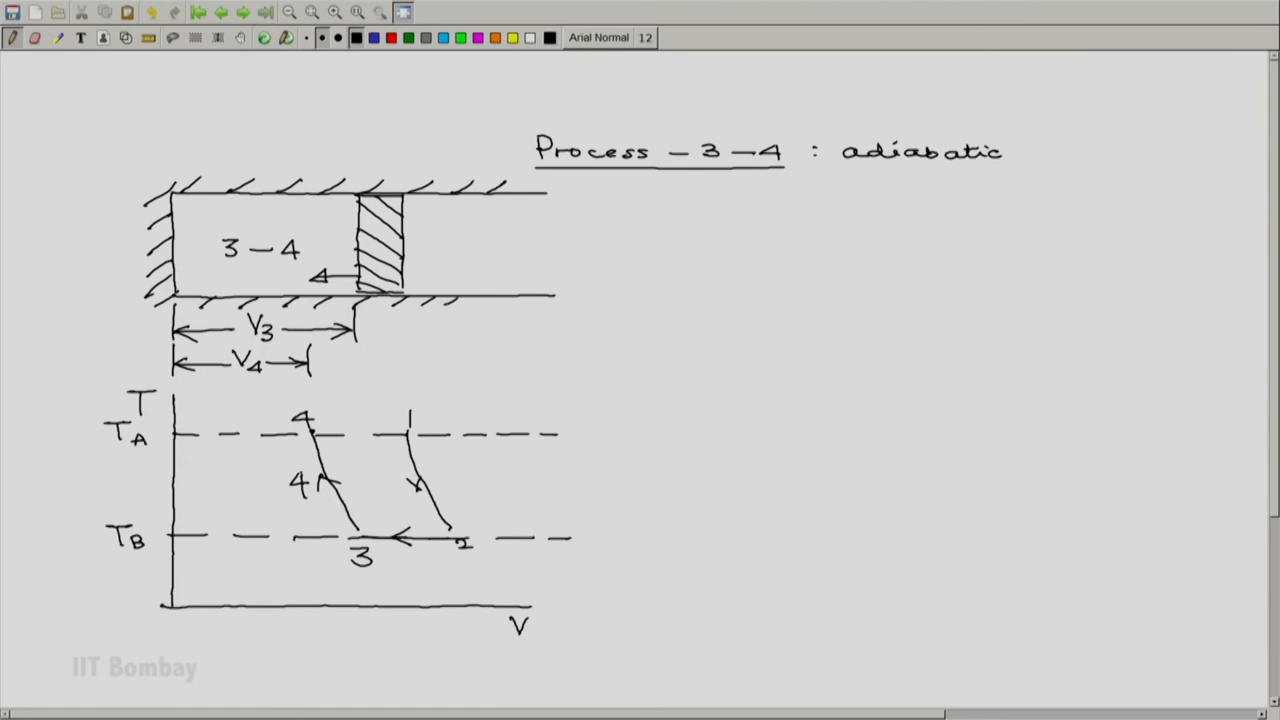 Arial Normal 12
Process - 3 - 4 : adiabatic
3 - 4
V3
V4
T
4 1
TA
4
TB
3 2
V
IIT Bombay